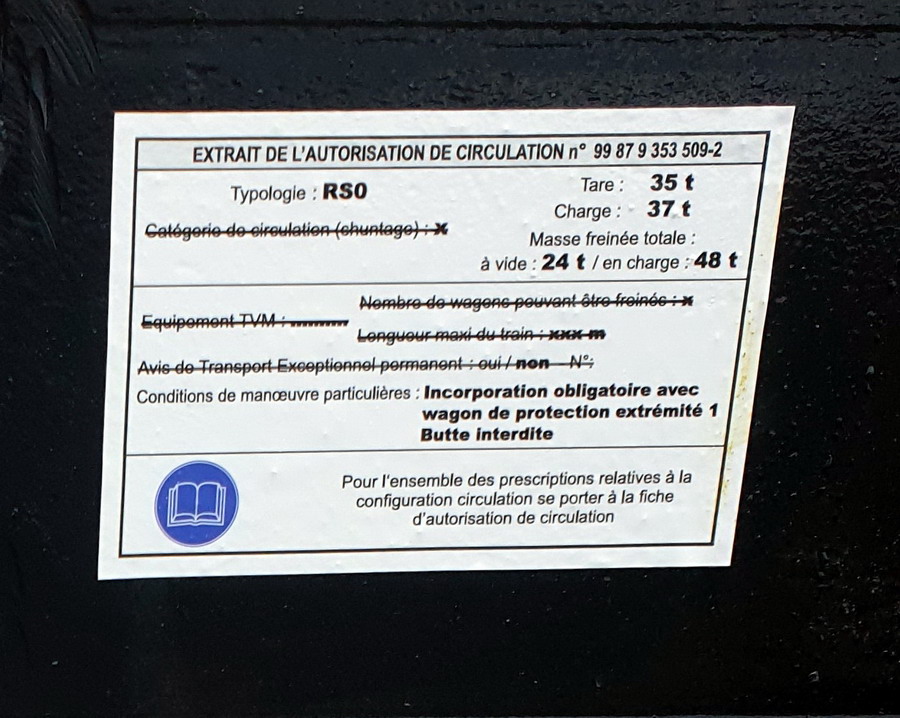 EXTRAIT DE L'AUTORISATION DE CIRCULATION n° 99 87 9 353 509-2
Typologie : RS0
Catégorie de circulation (chuntage) : X
Tare : 35 t
Charge : 37 t
Masse freinée totale :
à vide : 24 t / en charge : 48 t
Equipement TVM : ..........
Nombre de wagons pouvant être freinés : x
Longueur maxi du train : xxx m
Avis de Transport Exceptionnel permanent : oui / non N°:
Conditions de manœuvre particulières : Incorporation obligatoire avec
wagon de protection extrémité 1
Butte interdite
Pour l'ensemble des prescriptions relatives à la
configuration circulation se porter à la fiche
d'autorisation de circulation